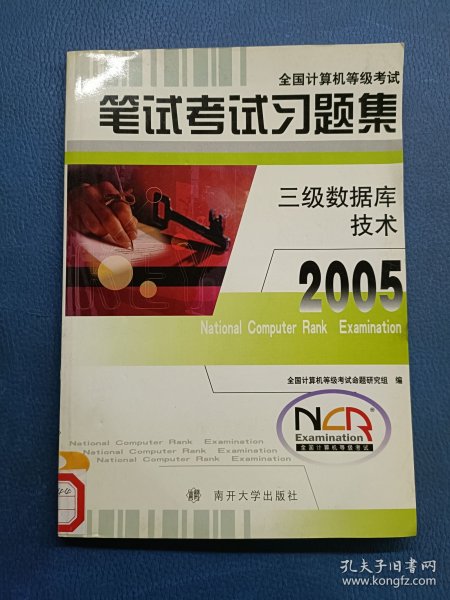 全国计算机等级考试
笔试考试习题集
三级数据库
技术
2005
National Computer Rank Examination
全国计算机等级考试命题研究组 编
NCR®
Examination
全国计算机等级考试
National Computer Rank Examination
National Computer Rank Examination
National Computer Rank Examination
南开大学出版社
孔夫子旧书网
www.kongfz.com